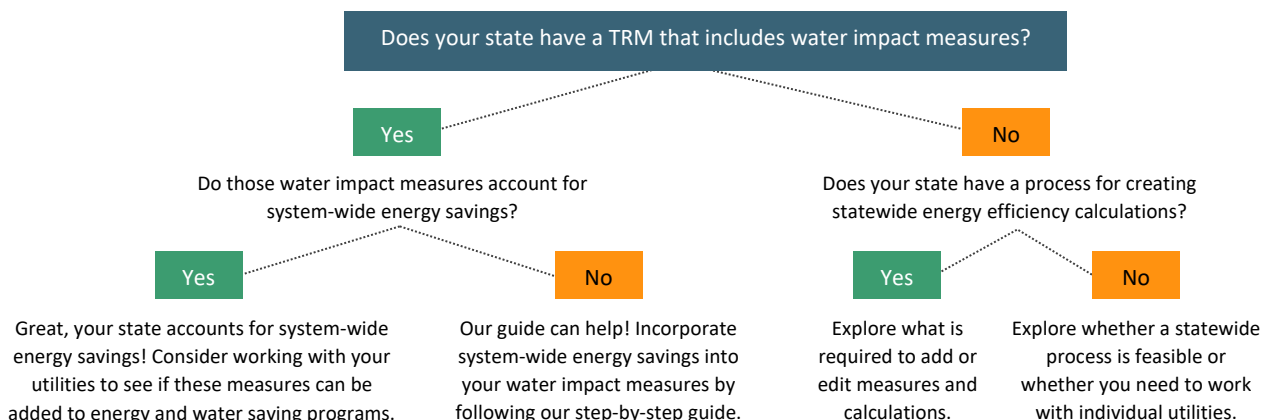 Does your state have a TRM that includes water impact measures?
Yes
No
Do those water impact measures account for
system-wide energy savings?
Does your state have a process for creating
statewide energy efficiency calculations?
Yes
No
Yes
No
Great, your state accounts for system-wide
energy savings! Consider working with your
utilities to see if these measures can be
added to energy and water saving programs.
Our guide can help! Incorporate
system-wide energy savings into
your water impact measures by
following our step-by-step guide.
Explore what is
required to add or
edit measures and
calculations.
Explore whether a statewide
process is feasible or
whether you need to work
with individual utilities.